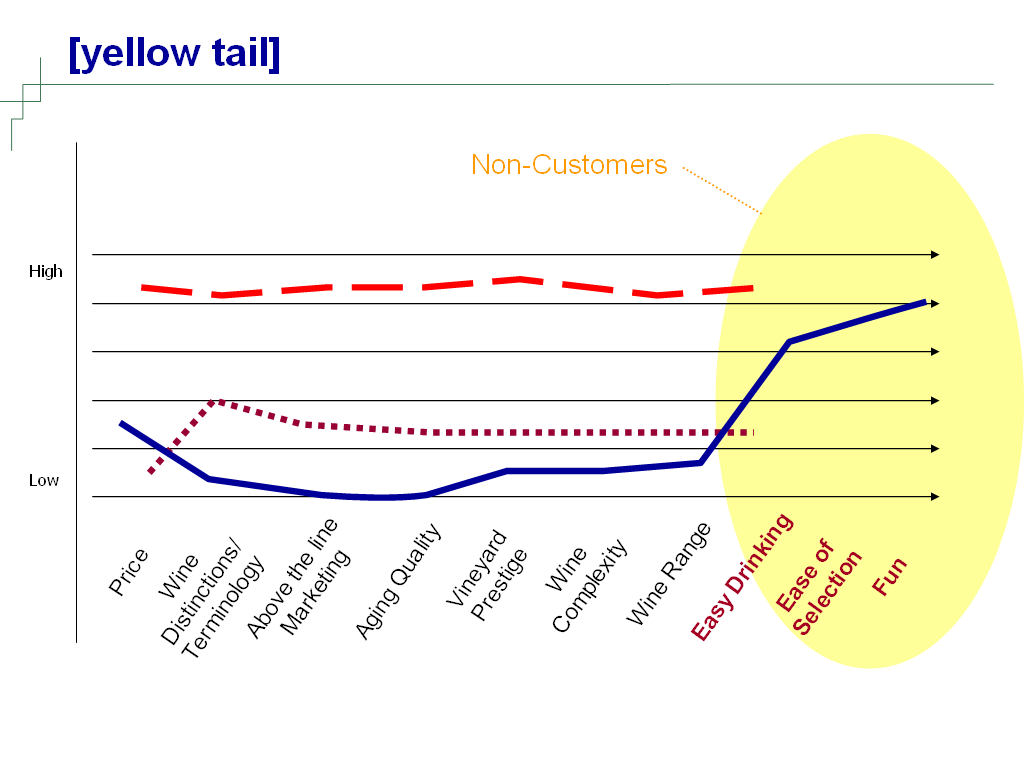 [yellow tail]
Non-Customers
High
Low
Price
Wine
Distinctions/
Terminology
Above the line
Marketing
Aging Quality
Vineyard
Prestige
Wine
Complexity
Wine Range
Easy Drinking
Ease of
Selection
Fun